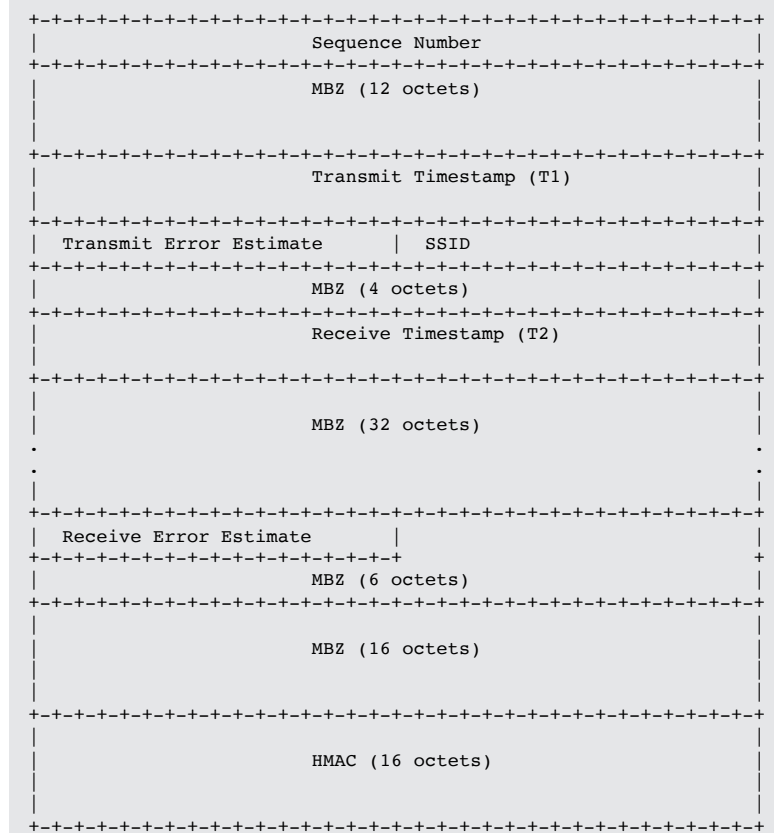 +-+-+-+-+-+-+-+-+-+-+-+-+-+-+-+-+-+-+-+-+-+-+-+-+-+-+-+-+-+-+-+-+-+-+-+-+-+-+-+-+
| Sequence Number |
+-+-+-+-+-+-+-+-+-+-+-+-+-+-+-+-+-+-+-+-+-+-+-+-+-+-+-+-+-+-+-+-+-+-+-+-+-+-+-+-+
| MBZ (12 octets) |
| |
| |
+-+-+-+-+-+-+-+-+-+-+-+-+-+-+-+-+-+-+-+-+-+-+-+-+-+-+-+-+-+-+-+-+-+-+-+-+-+-+-+-+
| Transmit Timestamp (T1) |
| |
+-+-+-+-+-+-+-+-+-+-+-+-+-+-+-+-+-+-+-+-+-+-+-+-+-+-+-+-+-+-+-+-+-+-+-+-+-+-+-+-+
| Transmit Error Estimate | SSID |
+-+-+-+-+-+-+-+-+-+-+-+-+-+-+-+-+-+-+-+-+-+-+-+-+-+-+-+-+-+-+-+-+-+-+-+-+-+-+-+-+
| MBZ (4 octets) |
+-+-+-+-+-+-+-+-+-+-+-+-+-+-+-+-+-+-+-+-+-+-+-+-+-+-+-+-+-+-+-+-+-+-+-+-+-+-+-+-+
| Receive Timestamp (T2) |
| |
+-+-+-+-+-+-+-+-+-+-+-+-+-+-+-+-+-+-+-+-+-+-+-+-+-+-+-+-+-+-+-+-+-+-+-+-+-+-+-+-+
| |
| MBZ (32 octets) |
. .
. .
| |
+-+-+-+-+-+-+-+-+-+-+-+-+-+-+-+-+-+-+-+-+-+-+-+-+-+-+-+-+-+-+-+-+-+-+-+-+-+-+-+-+
| Receive Error Estimate | |
+-+-+-+-+-+-+-+-+-+-+-+-+-+-+-+-+-+-+-+-+ +
| MBZ (6 octets) |
+-+-+-+-+-+-+-+-+-+-+-+-+-+-+-+-+-+-+-+-+-+-+-+-+-+-+-+-+-+-+-+-+-+-+-+-+-+-+-+-+
| |
| MBZ (16 octets) |
| |
| |
+-+-+-+-+-+-+-+-+-+-+-+-+-+-+-+-+-+-+-+-+-+-+-+-+-+-+-+-+-+-+-+-+-+-+-+-+-+-+-+-+
| |
| HMAC (16 octets) |
| |
| |
+-+-+-+-+-+-+-+-+-+-+-+-+-+-+-+-+-+-+-+-+-+-+-+-+-+-+-+-+-+-+-+-+-+-+-+-+-+-+-+-+